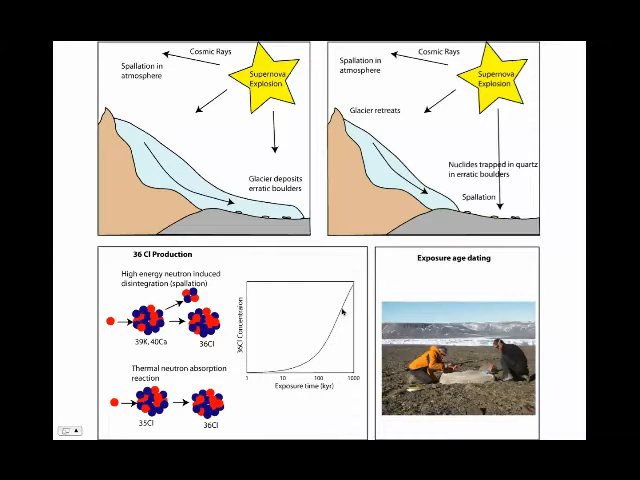 Cosmic Rays
Spallation in
atmosphere
Supernova
Explosion
Glacier deposits
erratic boulders
Cosmic Rays
Spallation in
atmosphere
Supernova
Explosion
Glacier retreats
Nuclides trapped in quartz
in erratic boulders
Spallation
36 Cl Production
High energy neutron induced
disintegration (spallation)
39K, 40Ca
36Cl
Thermal neutron absorption
reaction
35Cl
36Cl
36Cl Concentration
1
10
100
1000
Exposure time (kyr)
Exposure age dating